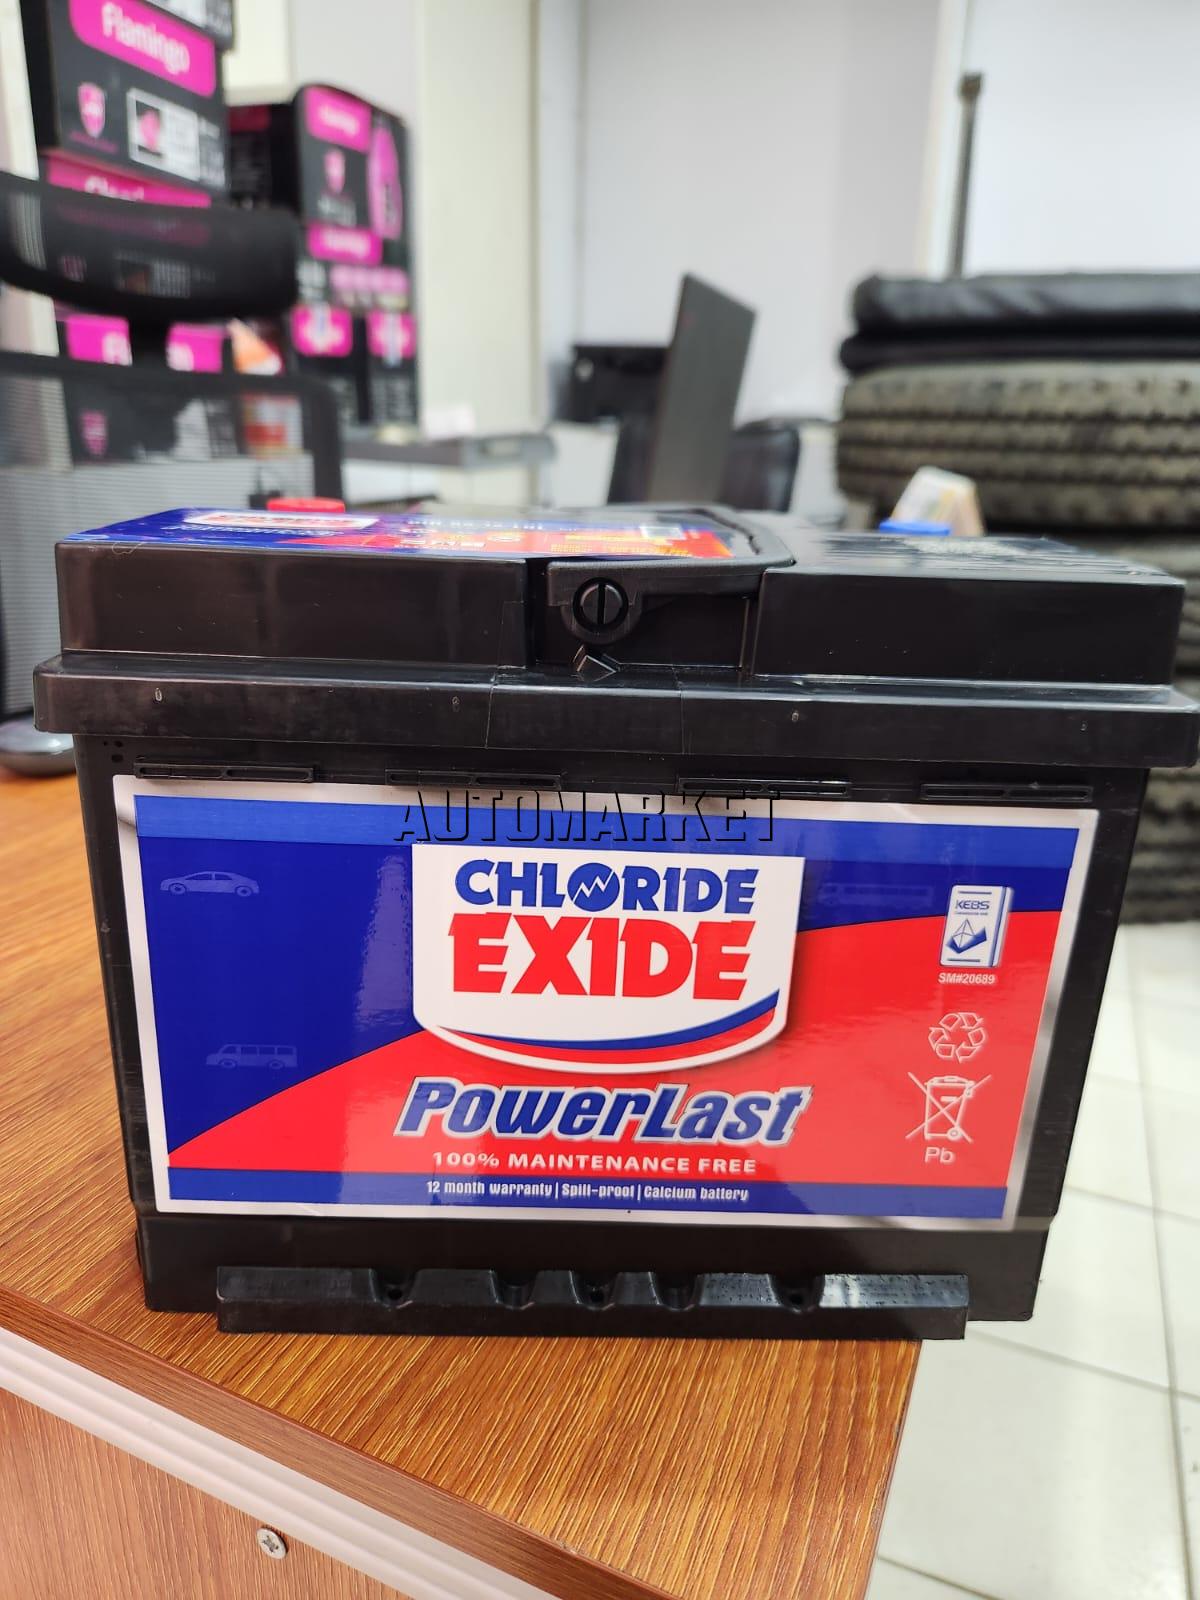 Flamingo
AUTOMARKET
CHLORIDE
EXIDE
KEBS
SM#20689
PowerLast
100% MAINTENANCE FREE
Pb
12 month warranty | Spill-proof | Calcium battery